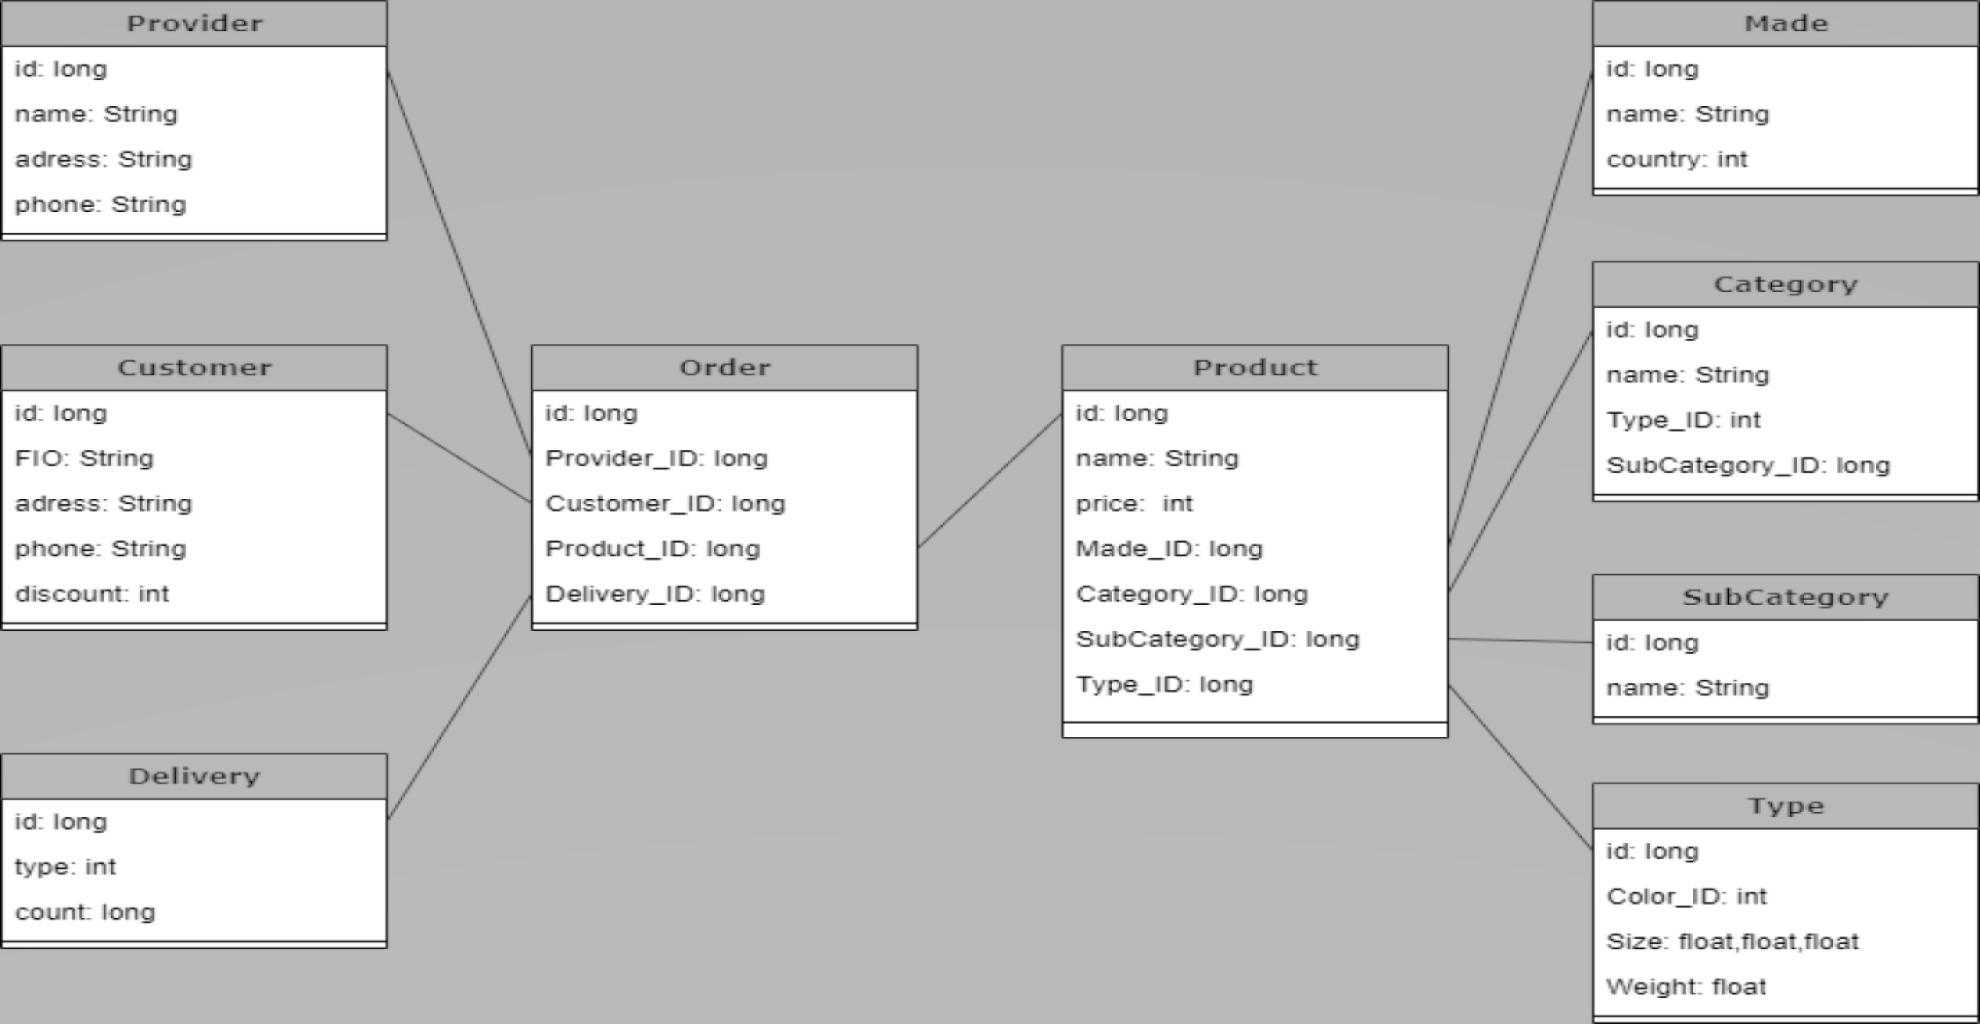 Provider
id: long
name: String
adress: String
phone: String
Customer
id: long
FIO: String
adress: String
phone: String
discount: int
Delivery
id: long
type: int
count: long
Order
id: long
Provider_ID: long
Customer_ID: long
Product_ID: long
Delivery_ID: long
Product
id: long
name: String
price: int
Made_ID: long
Category_ID: long
SubCategory_ID: long
Type_ID: long
Made
id: long
name: String
country: int
Category
id: long
name: String
Type_ID: int
SubCategory_ID: long
SubCategory
id: long
name: String
Type
id: long
Color_ID: int
Size: float,float,float
Weight: float